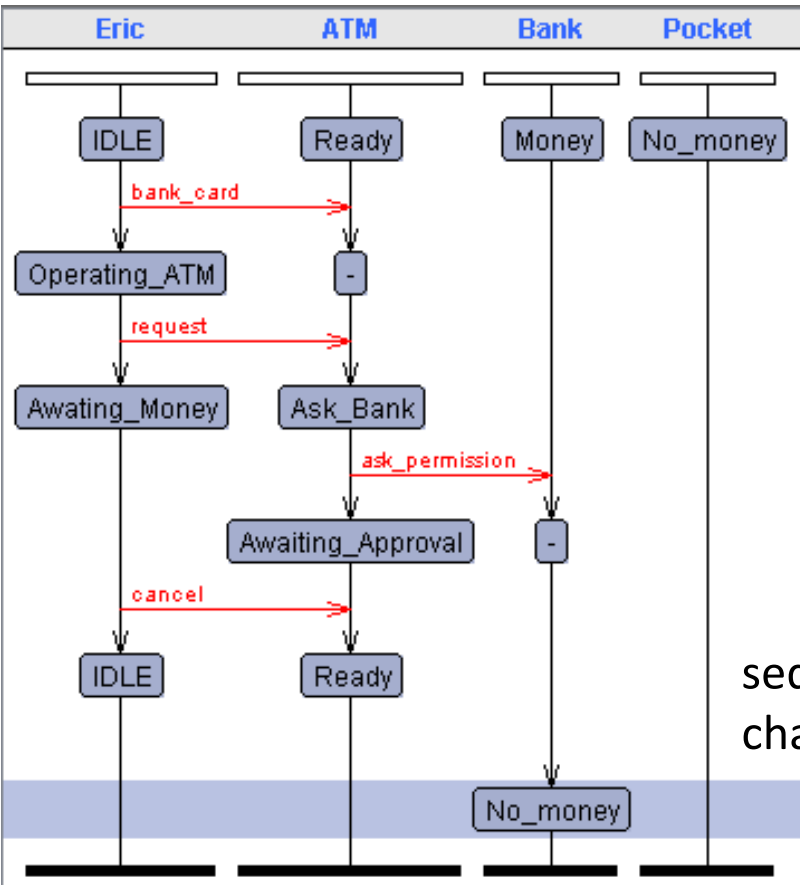 Eric ATM Bank Pocket
IDLE Ready Money No_money
bank_card
Operating_ATM -
request
Awating_Money Ask_Bank
ask_permission
Awaiting_Approval -
cancel
IDLE Ready
No_money